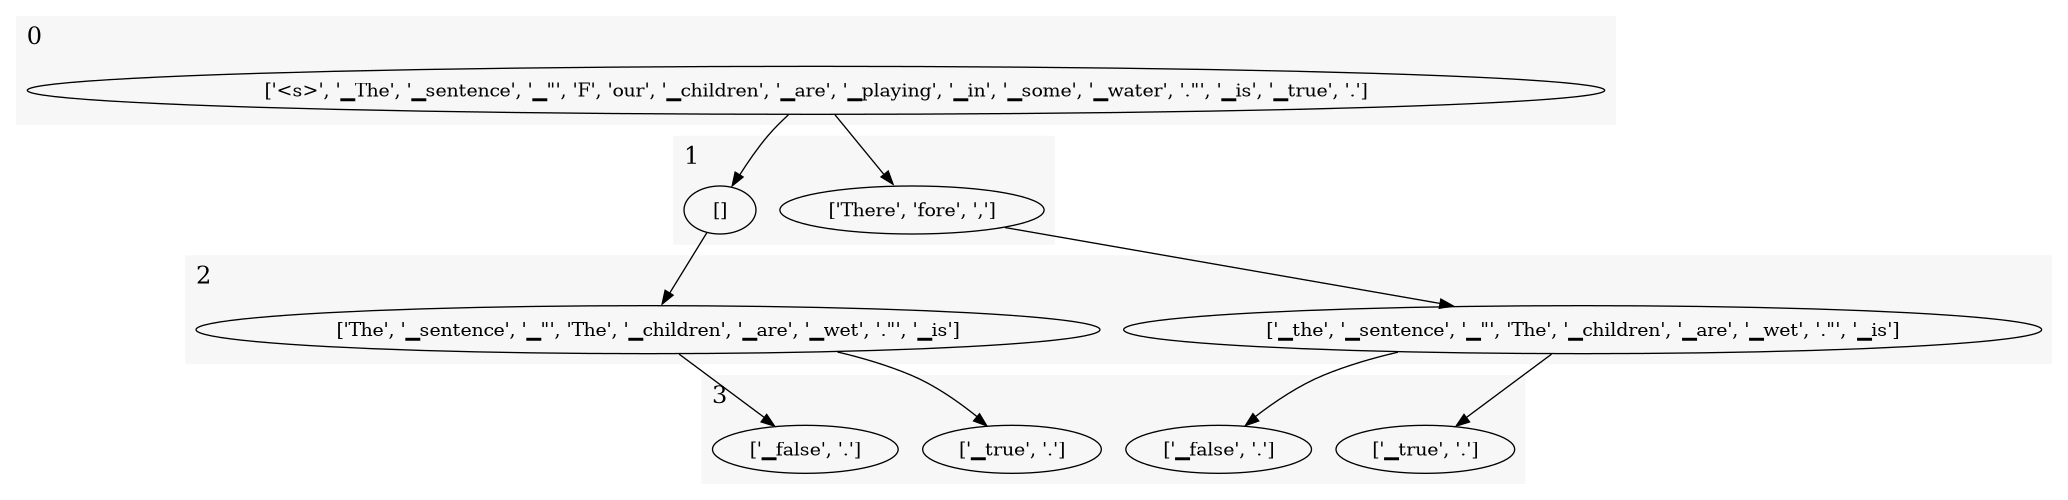 0
['<s>', '▁The', '▁sentence', '▁"', 'F', 'our', '▁children', '▁are', '▁playing', '▁in', '▁some', '▁water', '."', '▁is', '▁true', '.']
1
[]
['There', 'fore', ',']
2
['The', '▁sentence', '▁"', 'The', '▁children', '▁are', '▁wet', '."', '▁is']
['▁the', '▁sentence', '▁"', 'The', '▁children', '▁are', '▁wet', '."', '▁is']
3
['▁false', '.']
['▁true', '.']
['▁false', '.']
['▁true', '.']